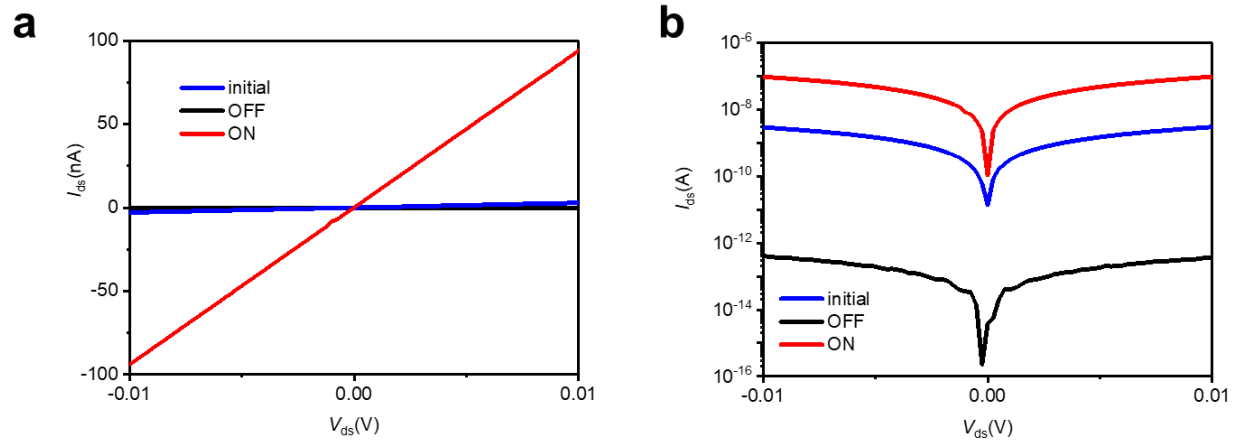 a
100
50
0
-50
-100
I_ds(nA)
initial
OFF
ON
-0.01
0.00
0.01
V_ds(V)
b
10^-6
10^-8
10^-10
10^-12
10^-14
10^-16
I_ds(A)
initial
OFF
ON
-0.01
0.00
0.01
V_ds(V)